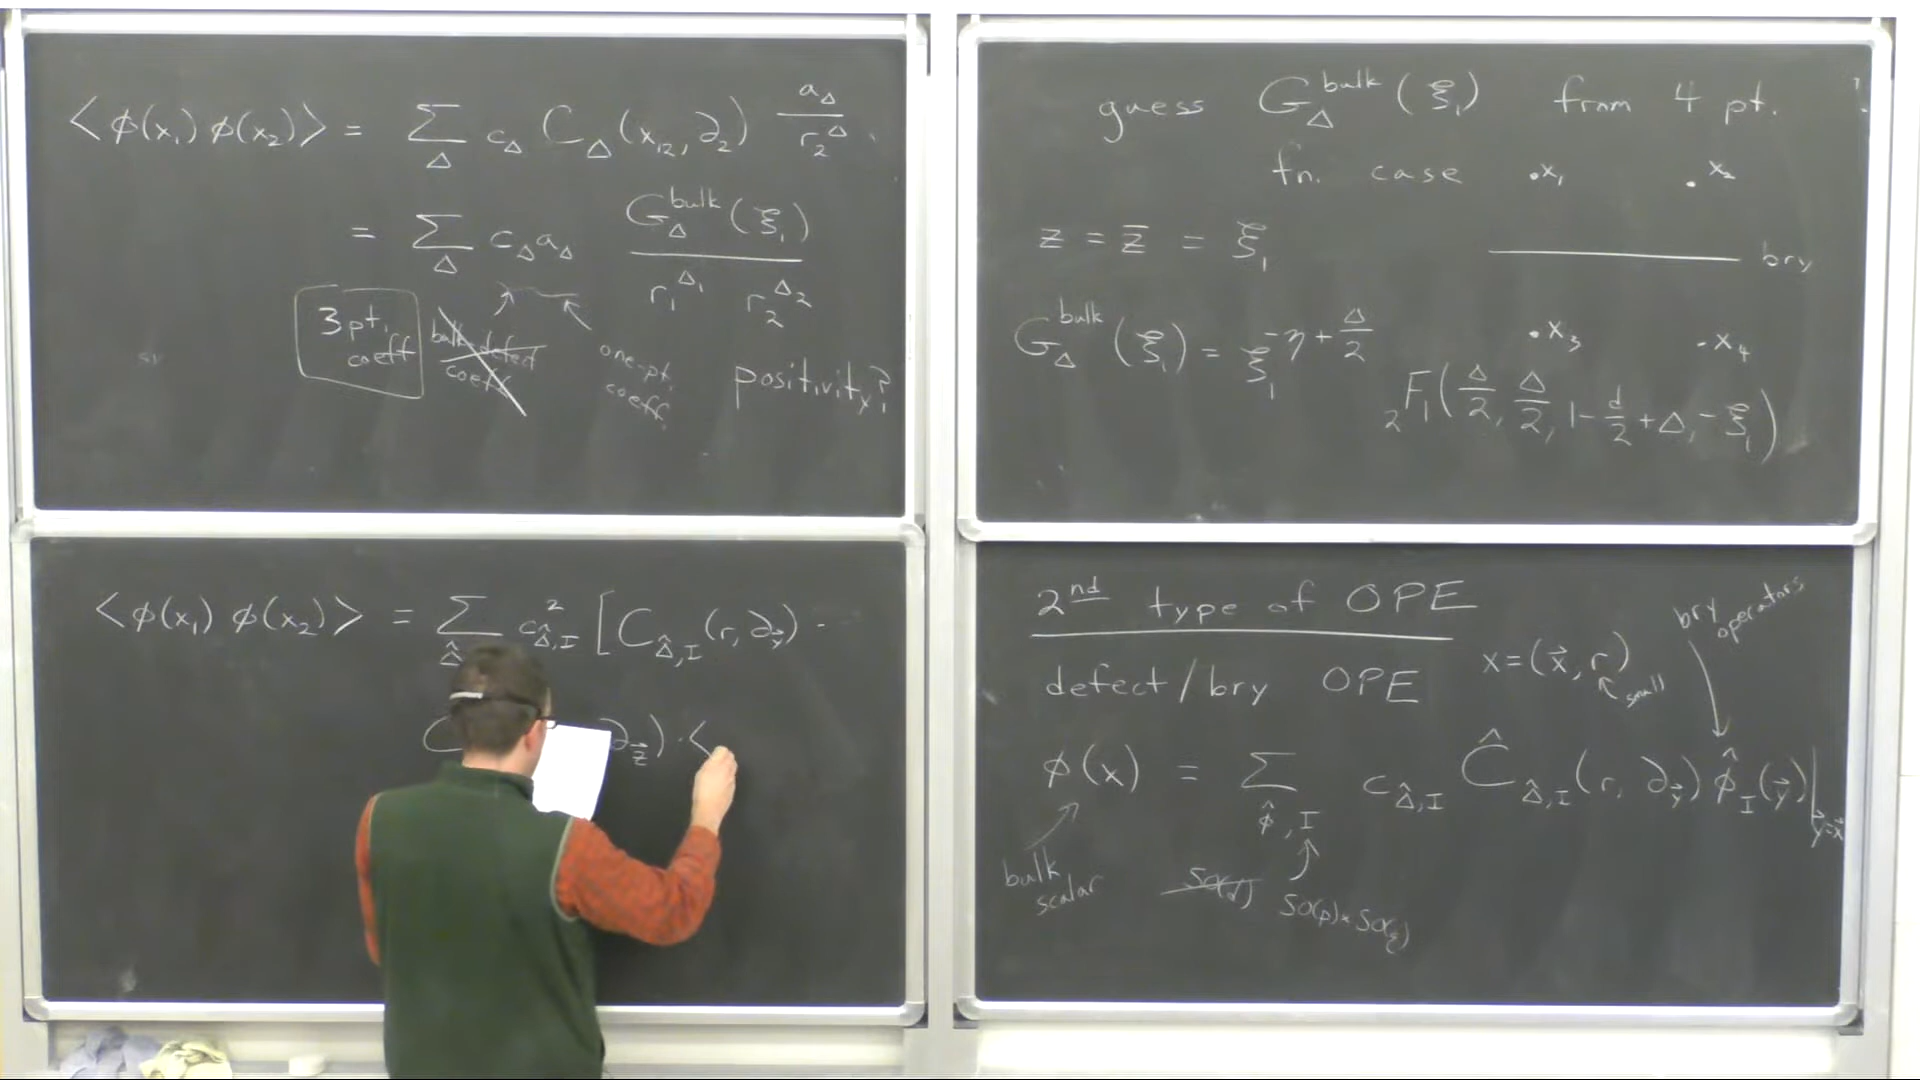 <φ(x₁) φ(x₂)> = Σ_Δ c_Δ C_Δ(x₁₂, ∂₂) a_Δ / r₂^Δ .
= Σ_Δ c_Δ a_Δ G_Δ^bulk(ξ₁) / r₁^Δ₁ r₂^Δ₂
3 pt. coeff
bulk-defect coeff
one-pt. coeff.
positivity?
<φ(x₁) φ(x₂)> = Σ_Δ̂ c²_Δ̂,I [C_Δ̂,I(r, ∂_y⃗) ·
C ∂_z⃗) · <
guess G_Δ^bulk(ξ₁) from 4 pt.
fn. case
·x₁ ·x₂
z = z̄ = ξ₁
bry
·x₃ ·x₄
G_Δ^bulk(ξ₁) = ξ₁^{-η + Δ/2}
₂F₁(Δ/2, Δ/2, 1 - d/2 + Δ, -ξ₁)
2nd type of OPE
bry operators
defect/bry OPE
x = (x⃗, r)
small
φ(x) = Σ_φ̂,I c_Δ̂,I Ĉ_Δ̂,I(r, ∂_y⃗) φ̂_I(y⃗)|_y⃗=x⃗
bulk scalar
SO(d) SO(p)×SO(q)